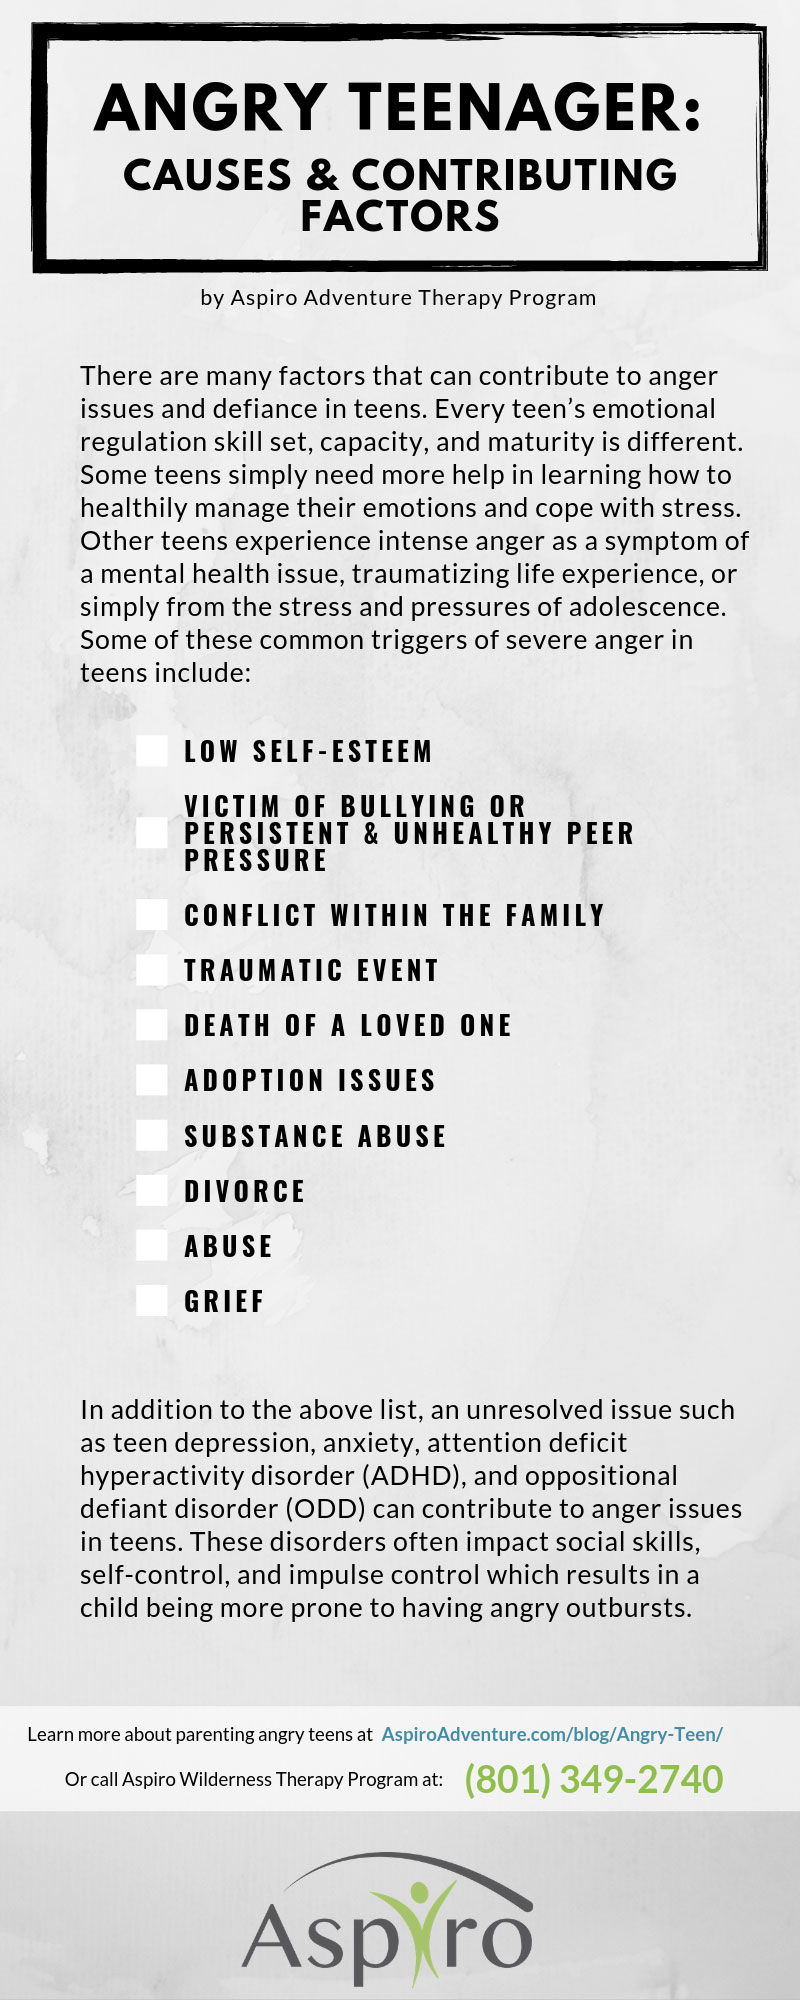 ANGRY TEENAGER:
CAUSES & CONTRIBUTING
FACTORS
by Aspiro Adventure Therapy Program
There are many factors that can contribute to anger
issues and defiance in teens. Every teen’s emotional
regulation skill set, capacity, and maturity is different.
Some teens simply need more help in learning how to
healthily manage their emotions and cope with stress.
Other teens experience intense anger as a symptom of
a mental health issue, traumatizing life experience, or
simply from the stress and pressures of adolescence.
Some of these common triggers of severe anger in
teens include:
LOW SELF-ESTEEM
VICTIM OF BULLYING OR
PERSISTENT & UNHEALTHY PEER
PRESSURE
CONFLICT WITHIN THE FAMILY
TRAUMATIC EVENT
DEATH OF A LOVED ONE
ADOPTION ISSUES
SUBSTANCE ABUSE
DIVORCE
ABUSE
GRIEF
In addition to the above list, an unresolved issue such
as teen depression, anxiety, attention deficit
hyperactivity disorder (ADHD), and oppositional
defiant disorder (ODD) can contribute to anger issues
in teens. These disorders often impact social skills,
self-control, and impulse control which results in a
child being more prone to having angry outbursts.
Learn more about parenting angry teens at AspiroAdventure.com/blog/Angry-Teen/
Or call Aspiro Wilderness Therapy Program at: (801) 349-2740
Aspiro